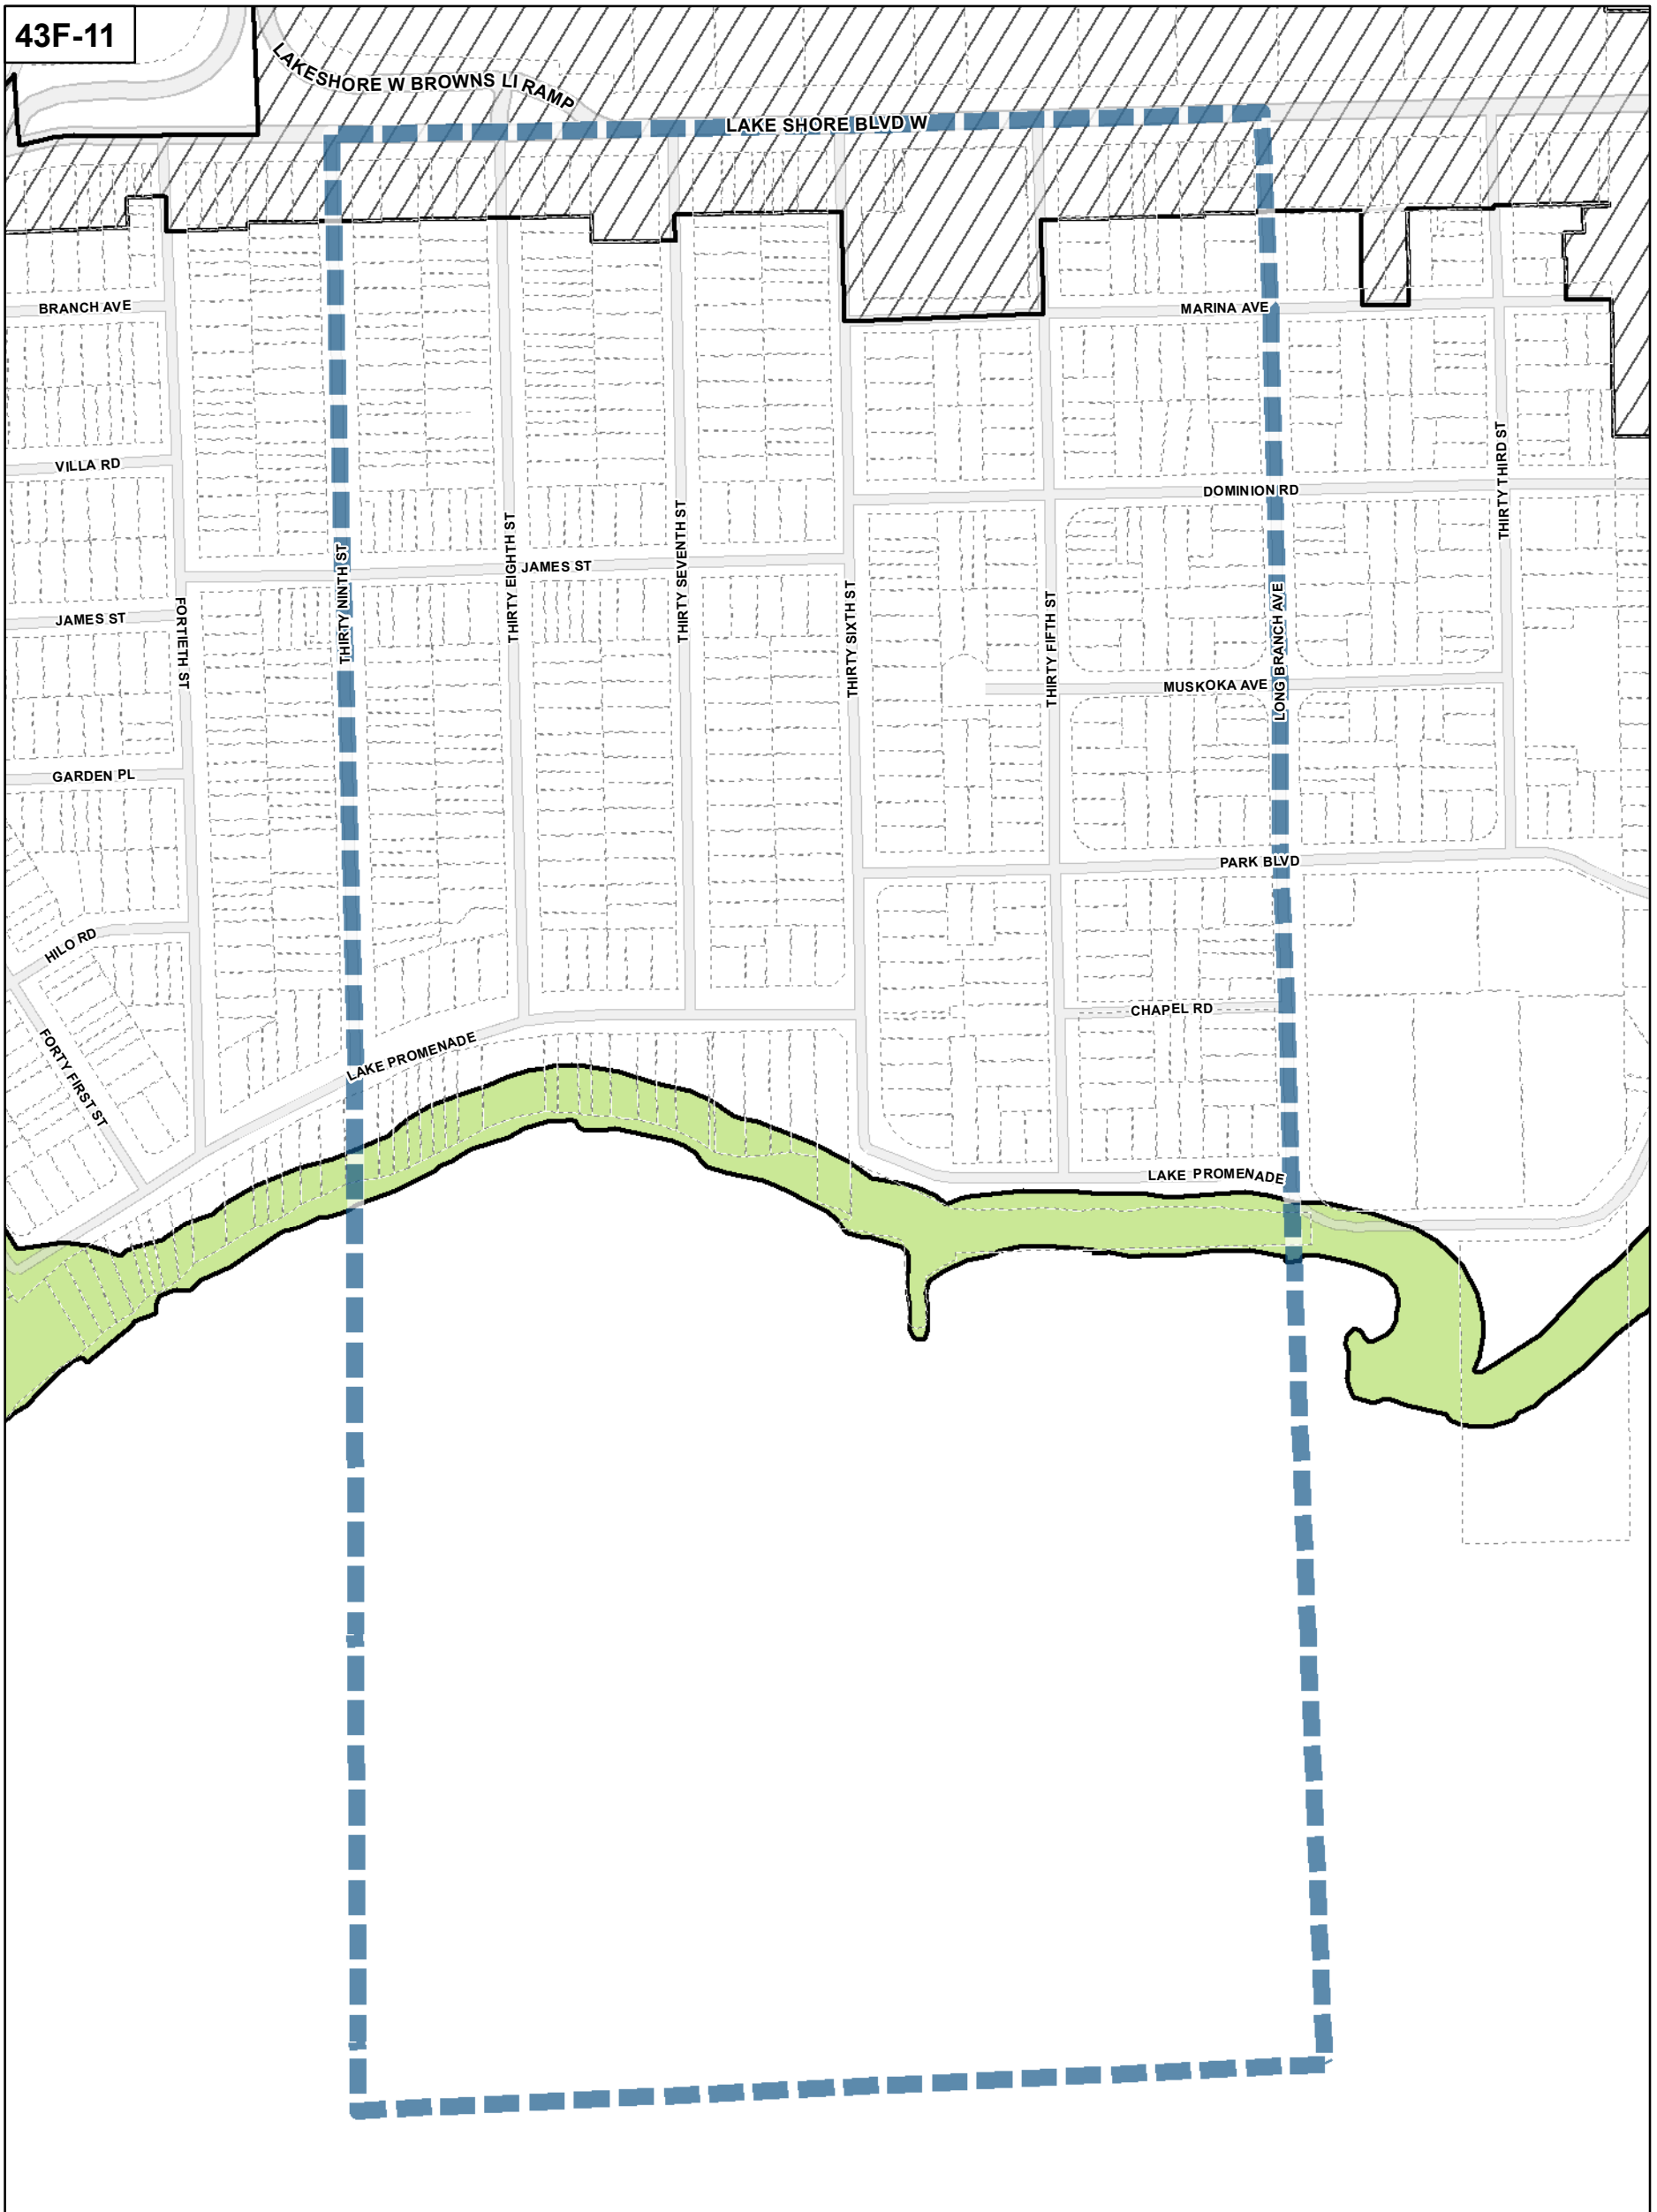 43F-11
LAKESHORE W BROWNS LI RAMP
LAKE SHORE BLVD W
BRANCH AVE
MARINA AVE
VILLA RD
DOMINION RD
THIRTY THIRD ST
JAMES ST
THIRTY NINTH ST
THIRTY EIGHTH ST
THIRTY SEVENTH ST
JAMES ST
FORTIETH ST
THIRTY SIXTH ST
THIRTY FIFTH ST
LONG BRANCH AVE
MUSKOKA AVE
GARDEN PL
PARK BLVD
HILO RD
CHAPEL RD
FORTY FIRST ST
LAKE PROMENADE
LAKE PROMENADE